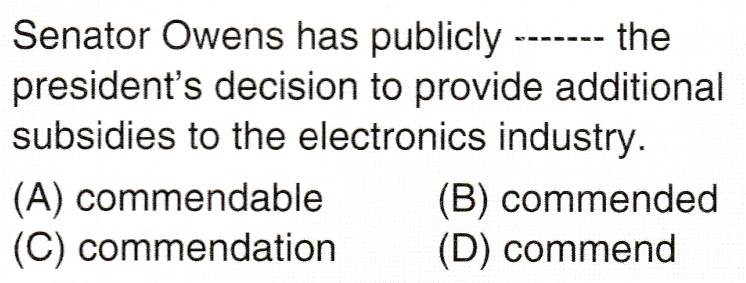 Senator Owens has publicly ------- the
president's decision to provide additional
subsidies to the electronics industry.
(A) commendable (B) commended
(C) commendation (D) commend